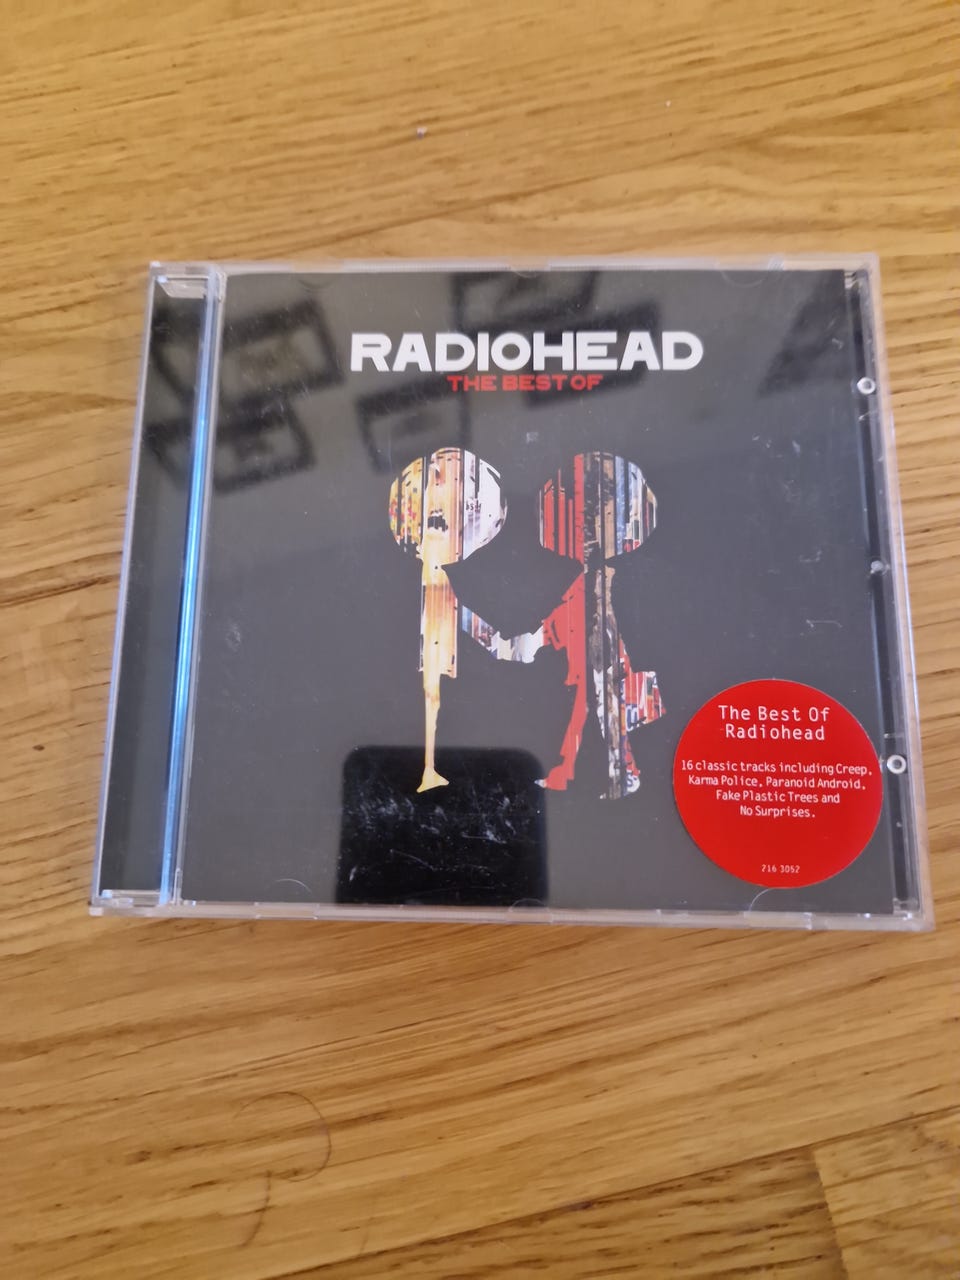 RADIOHEAD
THE BEST OF
The Best Of
Radiohead
16 classic tracks including Creep,
Karma Police, Paranoid Android,
Fake Plastic Trees and
No Surprises.
216 3052